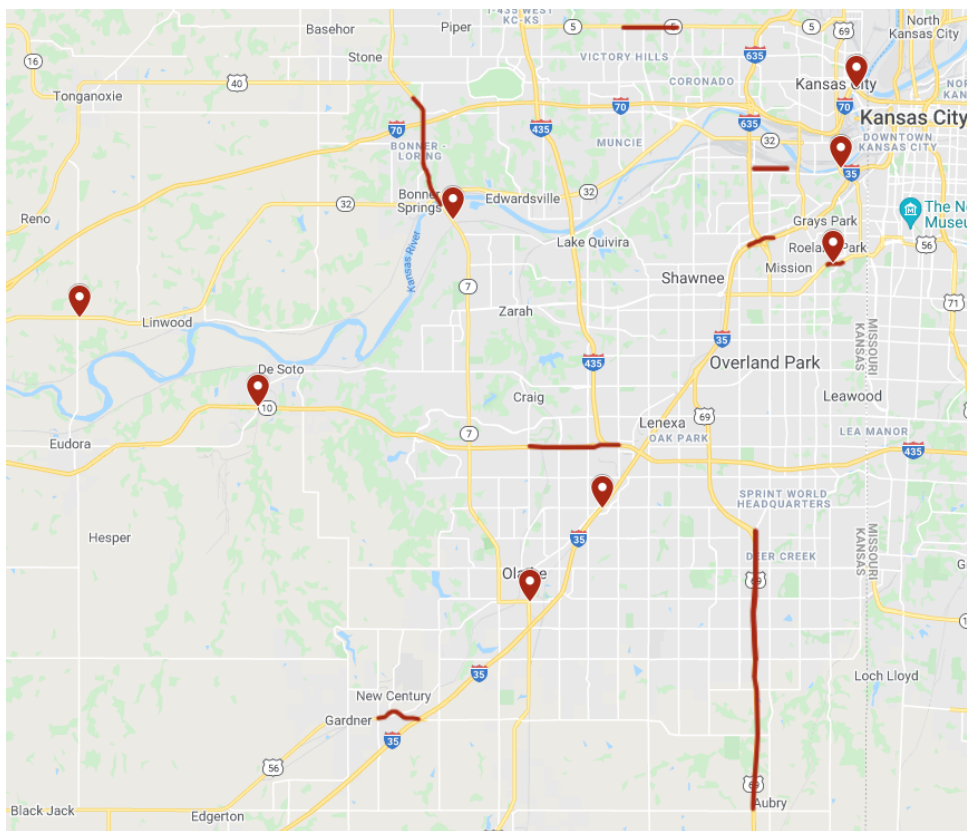 I-435 WEST
KC-KS
North
Kansas City
Basehor
Piper
5
5
5
69
16
Stone
VICTORY HILLS
635
40
CORONADO
Kansas City
Tonganoxie
70
70
70
Kansas City
BONNER -
LORING
435
MUNCIE
635
32
DOWNTOWN
KANSAS CITY
35
Bonner
Springs
Edwardsville
32
32
Reno
Grays Park
The Ne
Museu
Lake Quivira
Roeland Park
56
Kansas River
Shawnee
Mission
7
71
Zarah
Linwood
MISSOURI
KANSAS
35
435
De Soto
Overland Park
10
Craig
69
Leawood
Lenexa
Eudora
7
OAK PARK
LEA MANOR
435
SPRINT WORLD
HEADQUARTERS
Hesper
35
MISSOURI
KANSAS
DEER CREEK
Olathe
69
35
Loch Lloyd
New Century
Gardner
35
56
69
Black Jack
Edgerton
Aubry